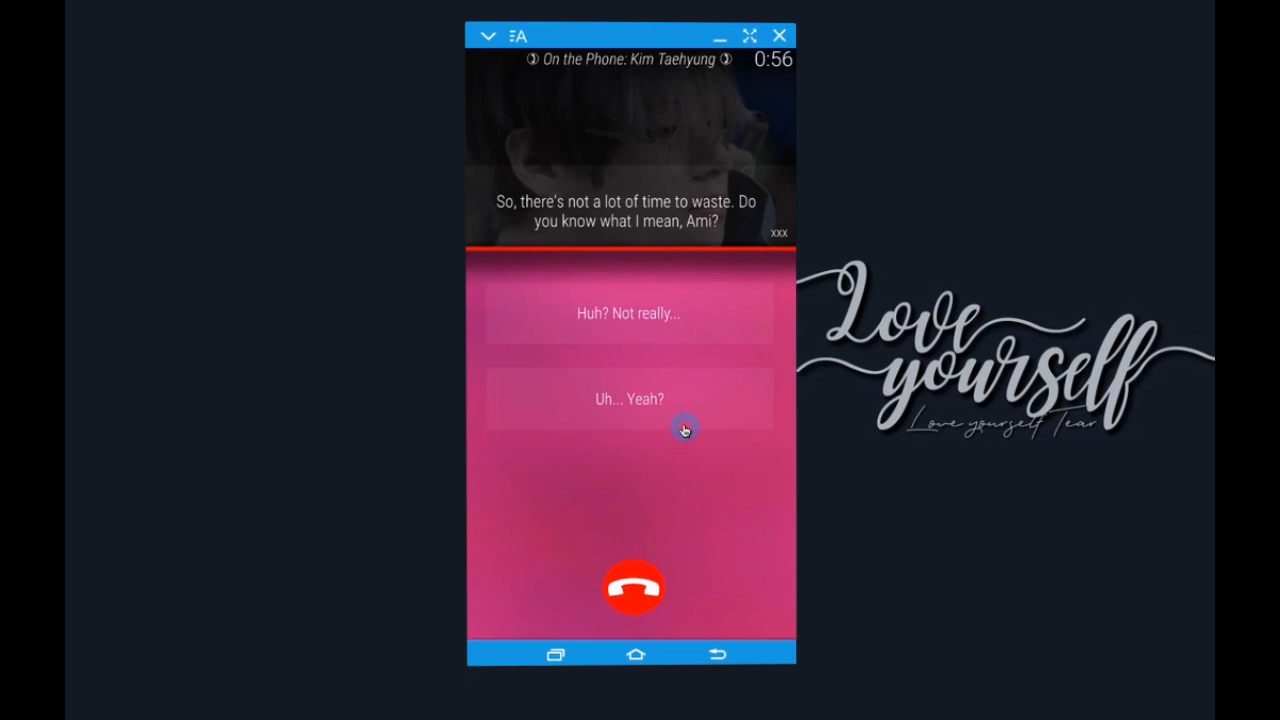 On the Phone: Kim Taehyung
0:56
So, there's not a lot of time to waste. Do
you know what I mean, Ami?
xxx
Huh? Not really...
Uh... Yeah?
Love
yourself
Love yourself Tear